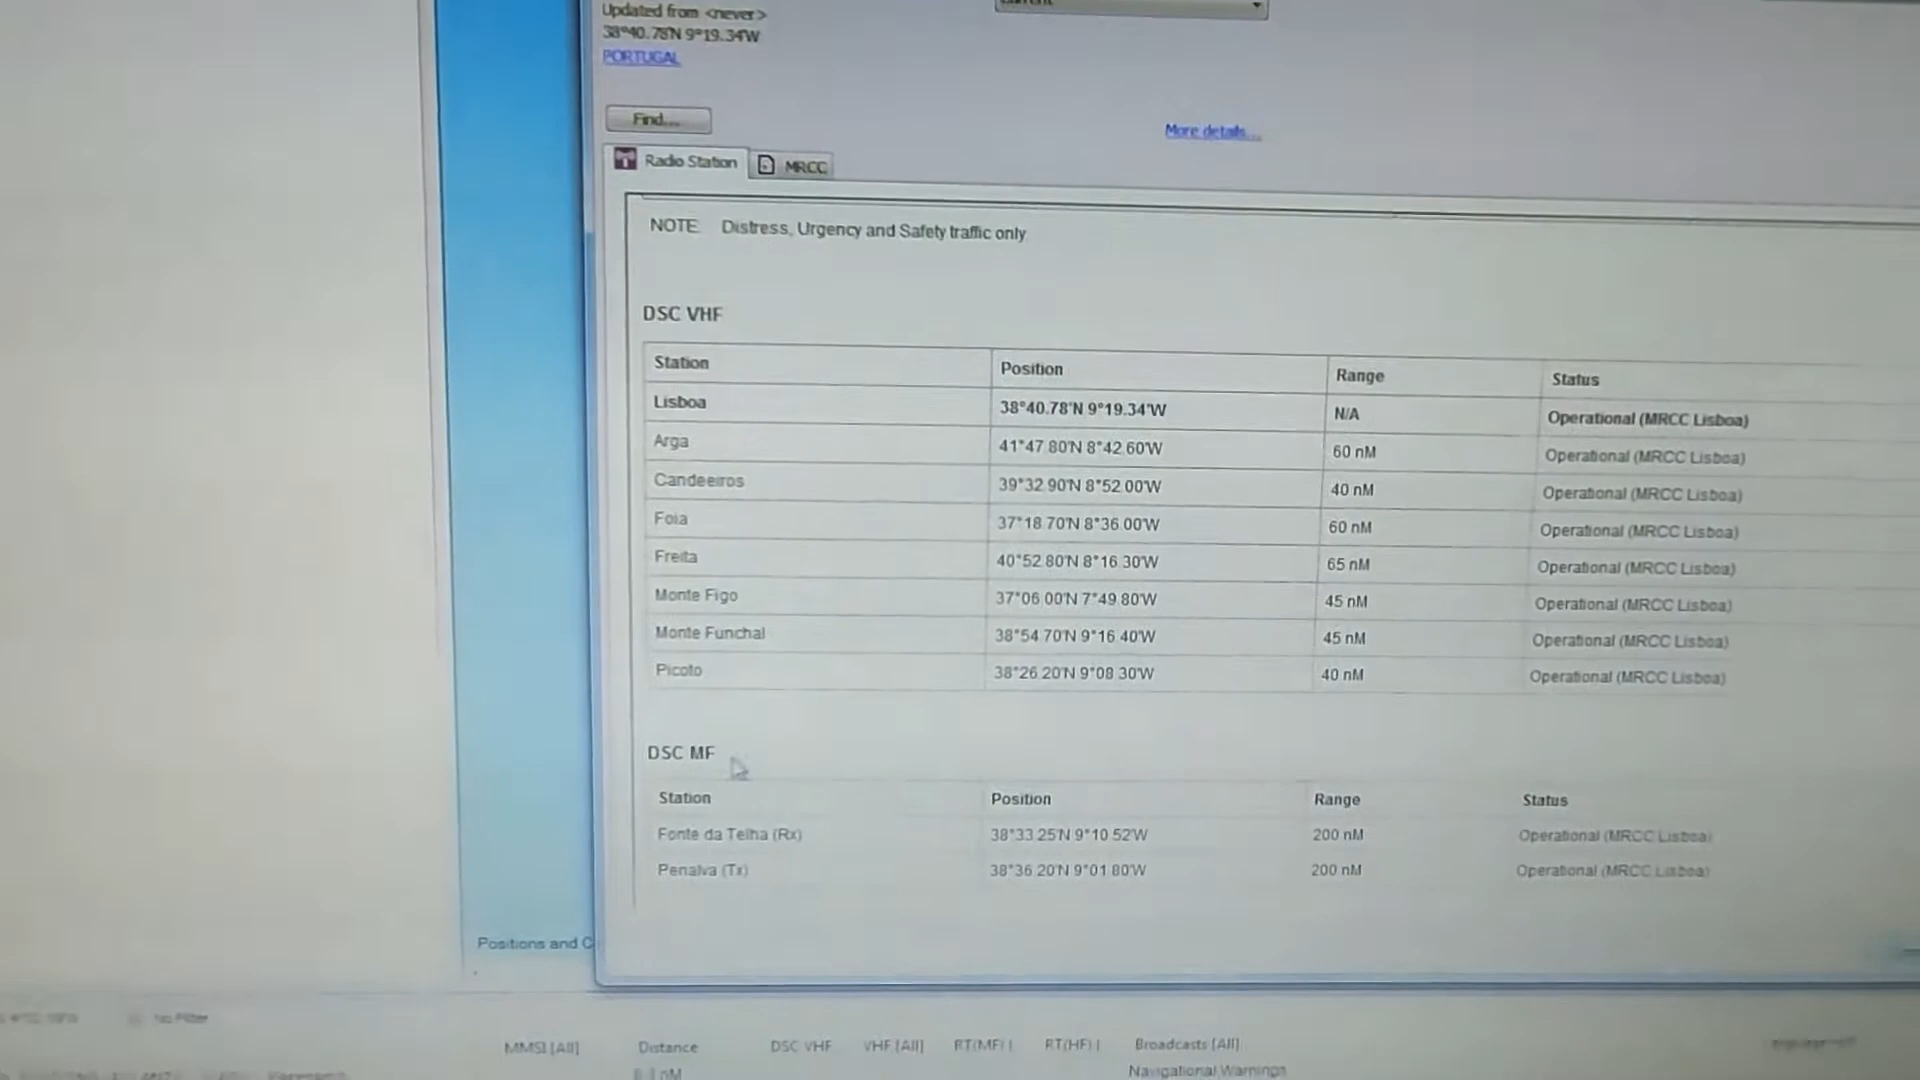 Current
Updated from <never>
38°40.78'N 9°19.34'W
PORTUGAL
Find...
More details...
Radio Station MRCC
NOTE: Distress, Urgency and Safety traffic only
DSC VHF
Station Position Range Status
Lisboa 38°40.78'N 9°19.34'W N/A Operational (MRCC Lisboa)
Arga 41°47.80'N 8°42.60'W 60 nM Operational (MRCC Lisboa)
Candeeiros 39°32.90'N 8°52.00'W 40 nM Operational (MRCC Lisboa)
Foia 37°18.70'N 8°36.00'W 60 nM Operational (MRCC Lisboa)
Freita 40°52.80'N 8°16.30'W 65 nM Operational (MRCC Lisboa)
Monte Figo 37°06.00'N 7°49.80'W 45 nM Operational (MRCC Lisboa)
Monte Funchal 38°54.70'N 9°16.40'W 45 nM Operational (MRCC Lisboa)
Picoto 38°26.20'N 9°08.30'W 40 nM Operational (MRCC Lisboa)
DSC MF
Station Position Range Status
Fonte da Telha (Rx) 38°33.25'N 9°10.52'W 200 nM Operational (MRCC Lisboa)
Penalva (Tx) 38°36.20'N 9°01.80'W 200 nM Operational (MRCC Lisboa)
Positions and C
No Filter
MMSI [All] Distance DSC VHF VHF [All] RT(MF) [ RT(HF) [ Broadcasts [All]
Navigational Warnings